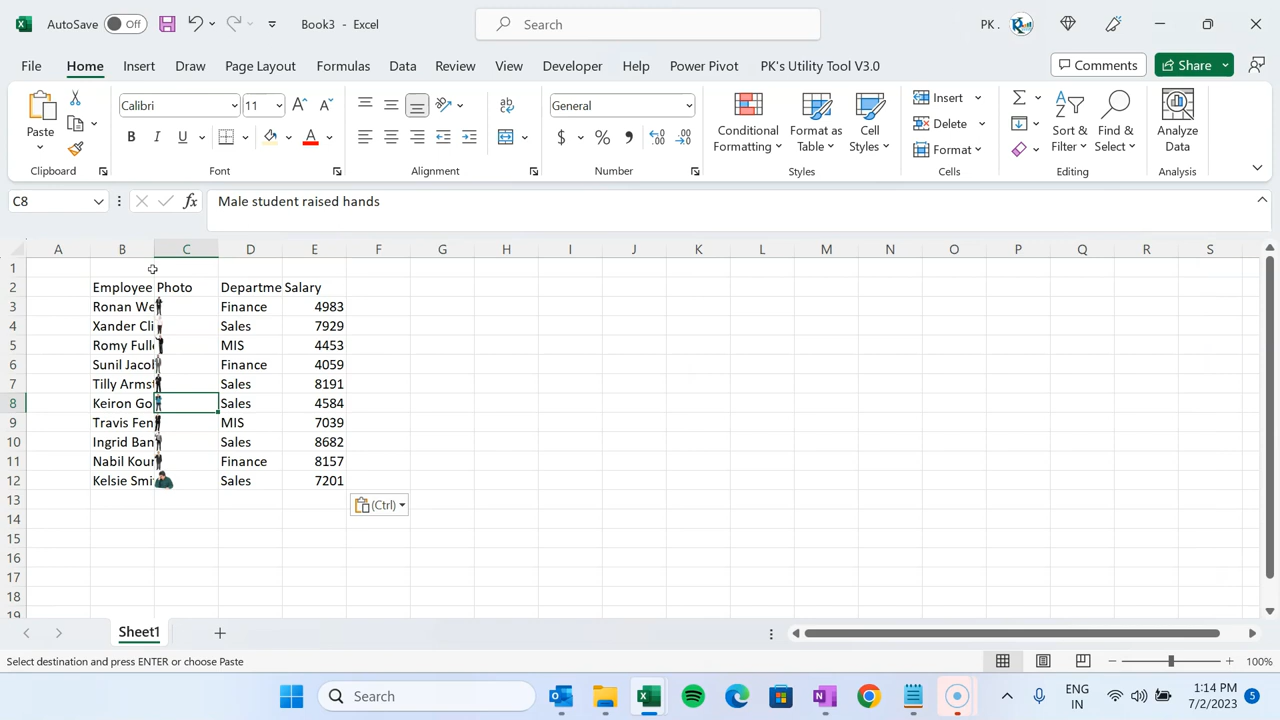 AutoSave Off Book3 - Excel Search PK .
File Home Insert Draw Page Layout Formulas Data Review View Developer Help Power Pivot PK's Utility Tool V3.0 Comments Share
Paste Calibri 11 A A ab General Conditional Formatting Format as Table Cell Styles Insert Delete Format Sort & Filter Find & Select Analyze Data
B I U A $ % 9
Clipboard Font Alignment Number Styles Cells Editing Analysis
C8 fx Male student raised hands
A B C D E F G H I J K L M N O P Q R S
1
2 Employee Photo Departme Salary
3 Ronan We Finance 4983
4 Xander Cli Sales 7929
5 Romy Fulle MIS 4453
6 Sunil Jacol Finance 4059
7 Tilly Armst Sales 8191
8 Keiron Go Sales 4584
9 Travis Fen MIS 7039
10 Ingrid Ban Sales 8682
11 Nabil Kour Finance 8157
12 Kelsie Smi Sales 7201
13 (Ctrl)
14
15
16
17
18
19
Sheet1
Select destination and press ENTER or choose Paste 100%
Search ENG IN 1:14 PM 7/2/2023 5